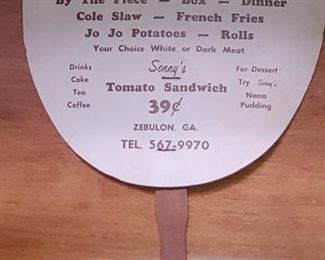 By The Piece — Box — Dinner
Cole Slaw — French Fries
Jo Jo Potatoes — Rolls
Your Choice White or Dark Meat
Drinks
Coke
Tea
Coffee
Sonny's
Tomato Sandwich
39¢
For Dessert
Try Sonny's
Nana
Pudding
ZEBULON, GA.
TEL. 567-9970